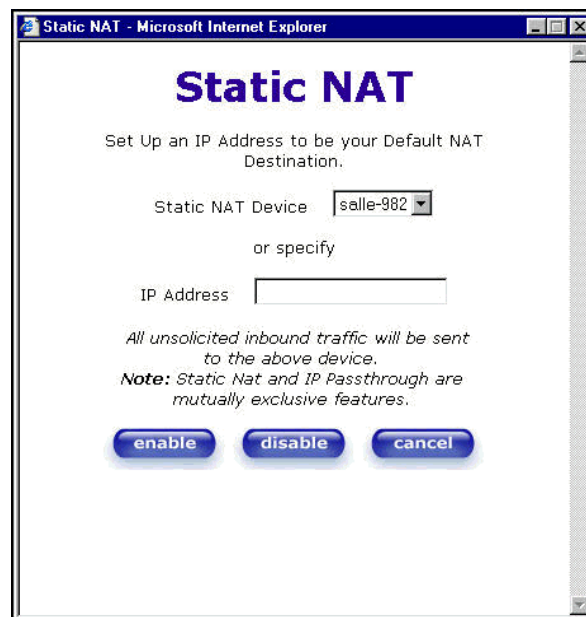 Static NAT - Microsoft Internet Explorer
Static NAT
Set Up an IP Address to be your Default NAT
Destination.
Static NAT Device salle-982
or specify
IP Address
All unsolicited inbound traffic will be sent
to the above device.
Note: Static Nat and IP Passthrough are
mutually exclusive features.
enable disable cancel